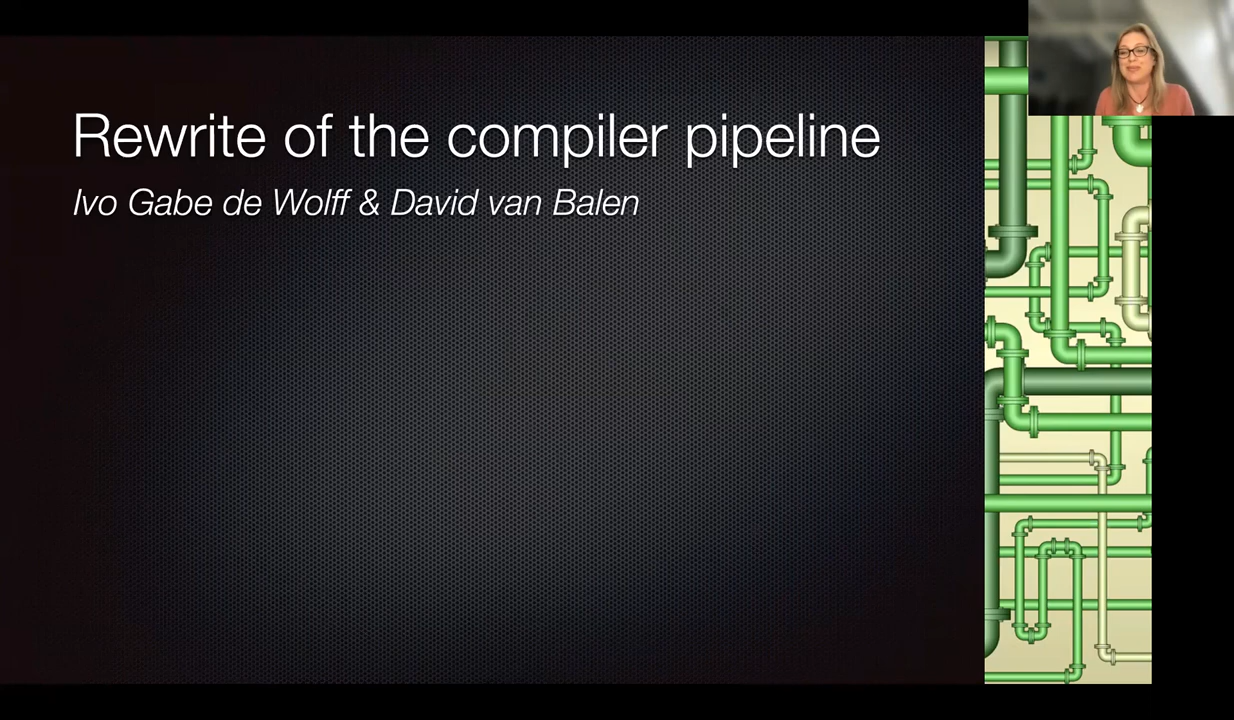 Rewrite of the compiler pipeline
Ivo Gabe de Wolff & David van Balen